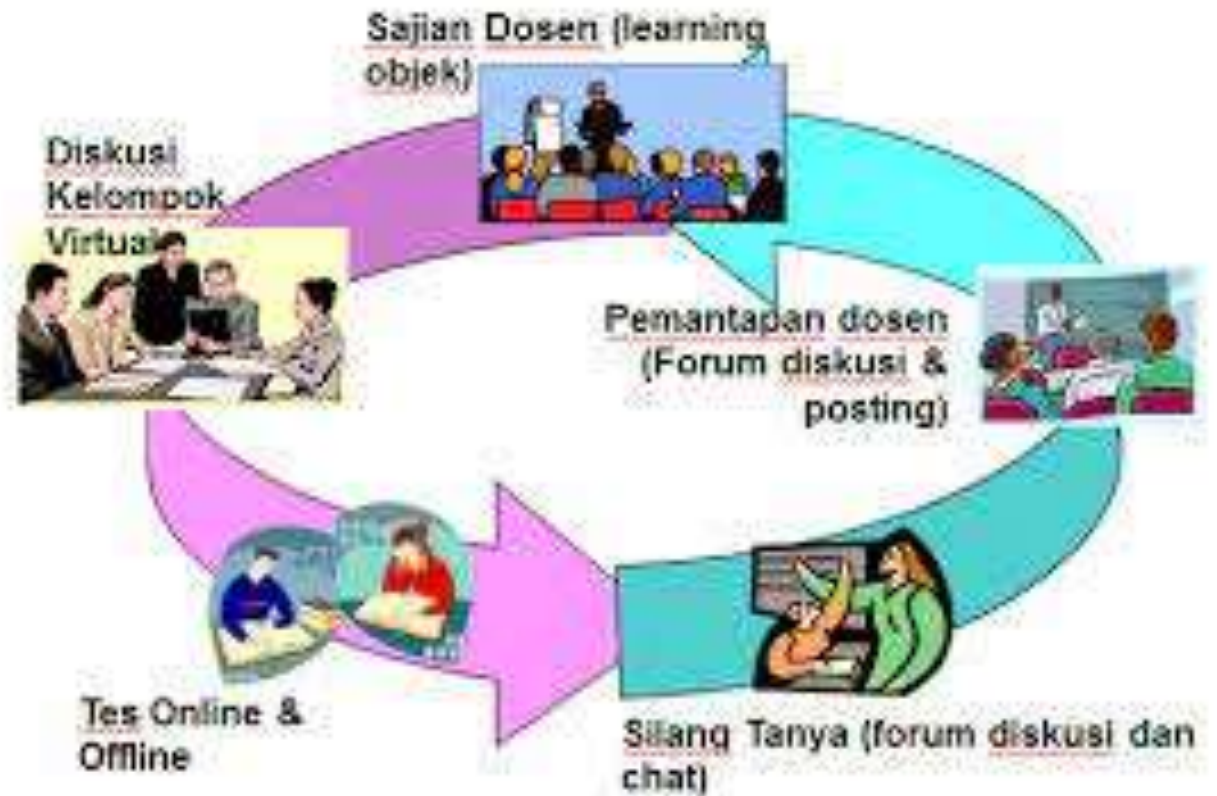 Sajian Dosen (learning
objek)
Diskusi
Kelompok
Virtual
Pemantapan dosen
(Forum diskusi &
posting)
Tes Online &
Offline
Silang Tanya (forum diskusi dan
chat)